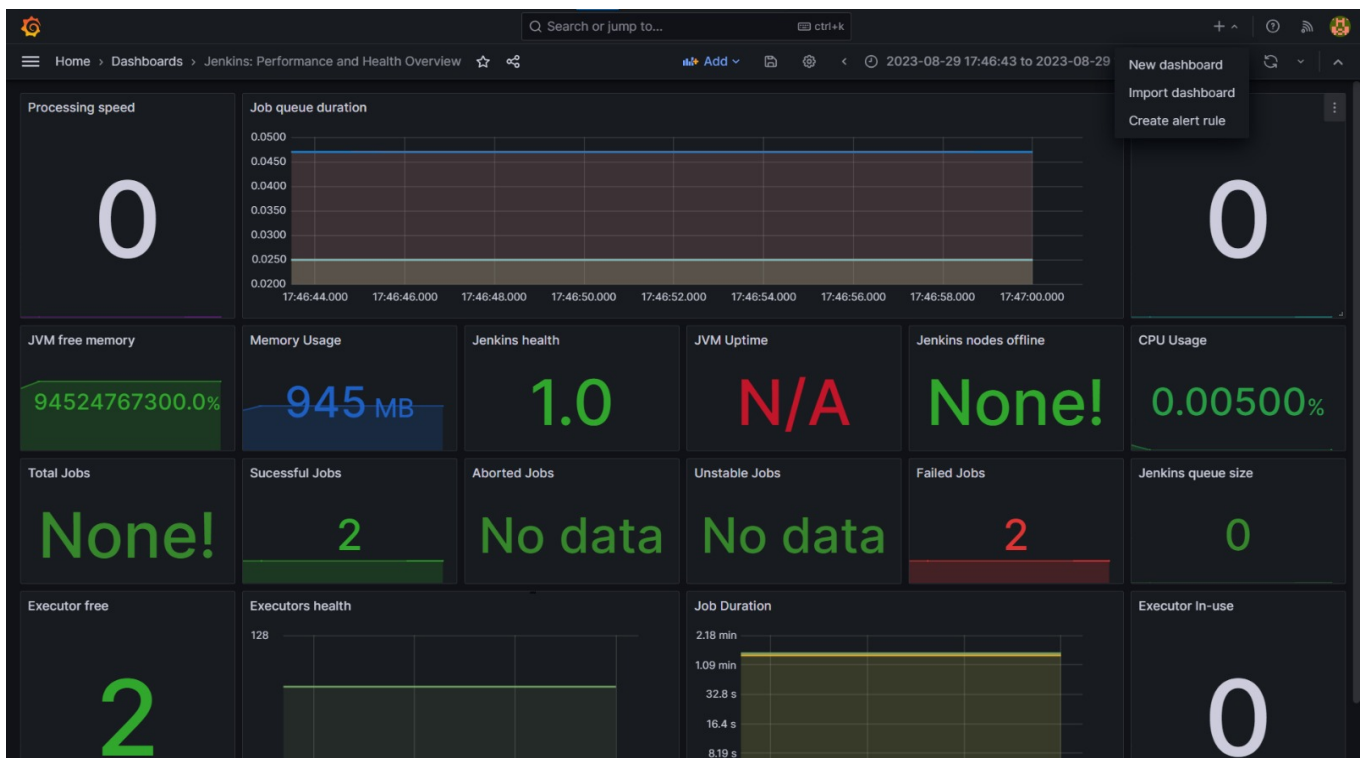 Search or jump to... ctrl+k
Home › Dashboards › Jenkins: Performance and Health Overview Add 2023-08-29 17:46:43 to 2023-08-29
New dashboard
Import dashboard
Create alert rule
Processing speed
0
Job queue duration
0.0500
0.0450
0.0400
0.0350
0.0300
0.0250
0.0200
17:46:44.000 17:46:46.000 17:46:48.000 17:46:50.000 17:46:52.000 17:46:54.000 17:46:56.000 17:46:58.000 17:47:00.000
0
JVM free memory
94524767300.0%
Memory Usage
945 MB
Jenkins health
1.0
JVM Uptime
N/A
Jenkins nodes offline
None!
CPU Usage
0.00500%
Total Jobs
None!
Sucessful Jobs
2
Aborted Jobs
No data
Unstable Jobs
No data
Failed Jobs
2
Jenkins queue size
0
Executor free
2
Executors health
128
Job Duration
2.18 min
1.09 min
32.8 s
16.4 s
8.19 s
Executor In-use
0